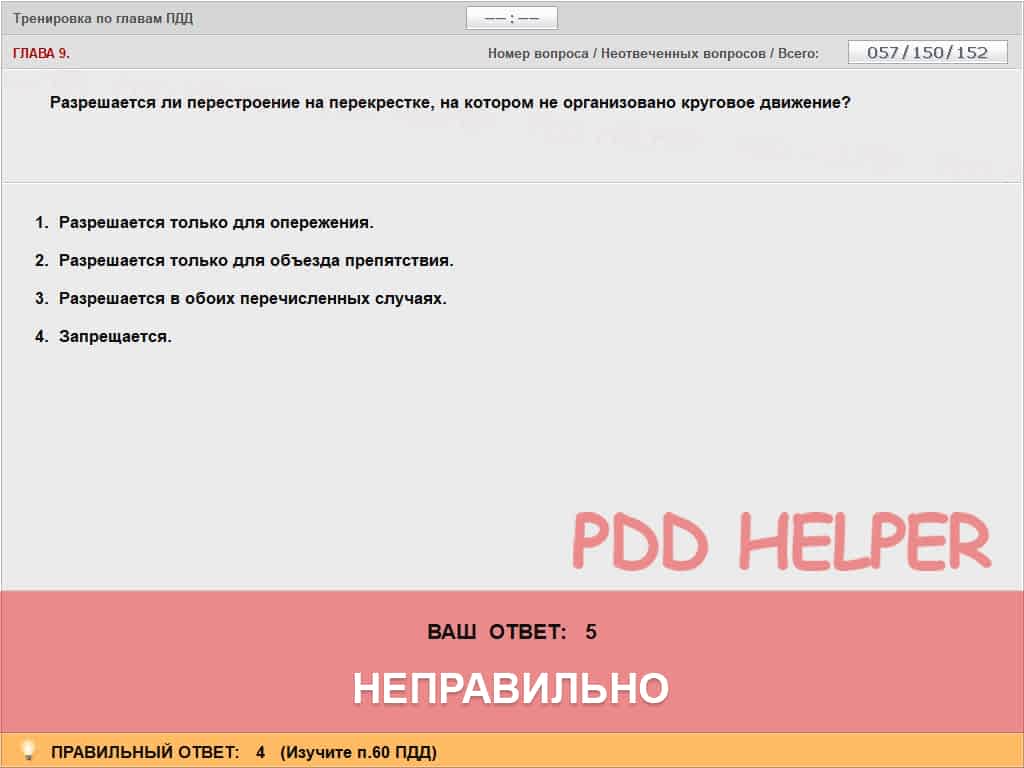 Тренировка по главам ПДД
—— : ——
ГЛАВА 9.
Номер вопроса / Неотвеченных вопросов / Всего: 057/150/152
Разрешается ли перестроение на перекрестке, на котором не организовано круговое движение?
1. Разрешается только для опережения.
2. Разрешается только для объезда препятствия.
3. Разрешается в обоих перечисленных случаях.
4. Запрещается.
PDD HELPER
ВАШ ОТВЕТ: 5
НЕПРАВИЛЬНО
ПРАВИЛЬНЫЙ ОТВЕТ: 4 (Изучите п.60 ПДД)